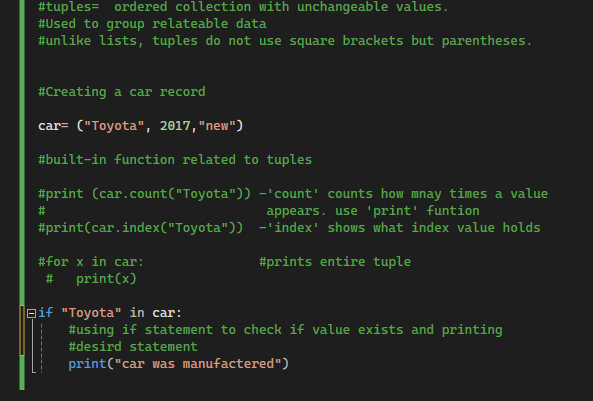 #tuples=  ordered collection with unchangeable values.
#Used to group relateable data
#unlike lists, tuples do not use square brackets but parentheses.
#Creating a car record
car= ("Toyota", 2017,"new")
#built-in function related to tuples
#print (car.count("Toyota")) -'count' counts how mnay times a value
#                             appears. use 'print' funtion
#print(car.index("Toyota"))  -'index' shows what index value holds
#for x in car:               #prints entire tuple
 #   print(x)
if "Toyota" in car:
    #using if statement to check if value exists and printing
    #desird statement
    print("car was manufactered")